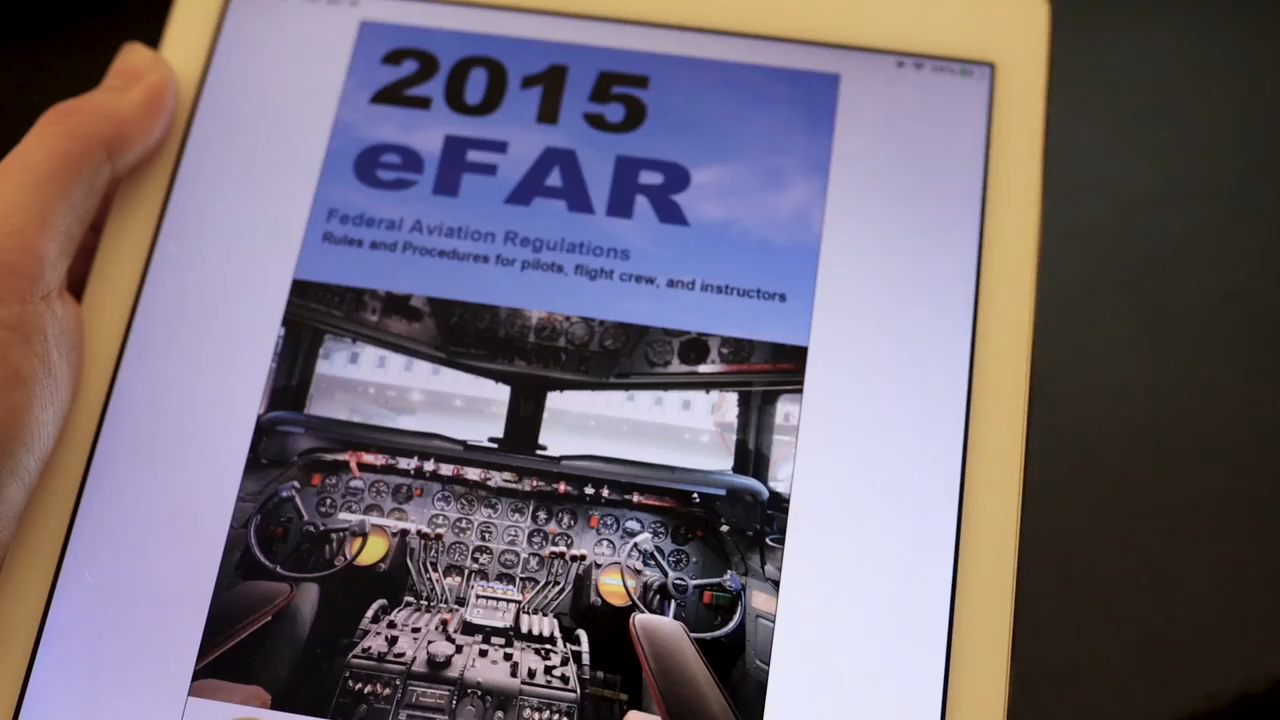 2015
eFAR
Federal Aviation Regulations
Rules and Procedures for pilots, flight crew, and instructors